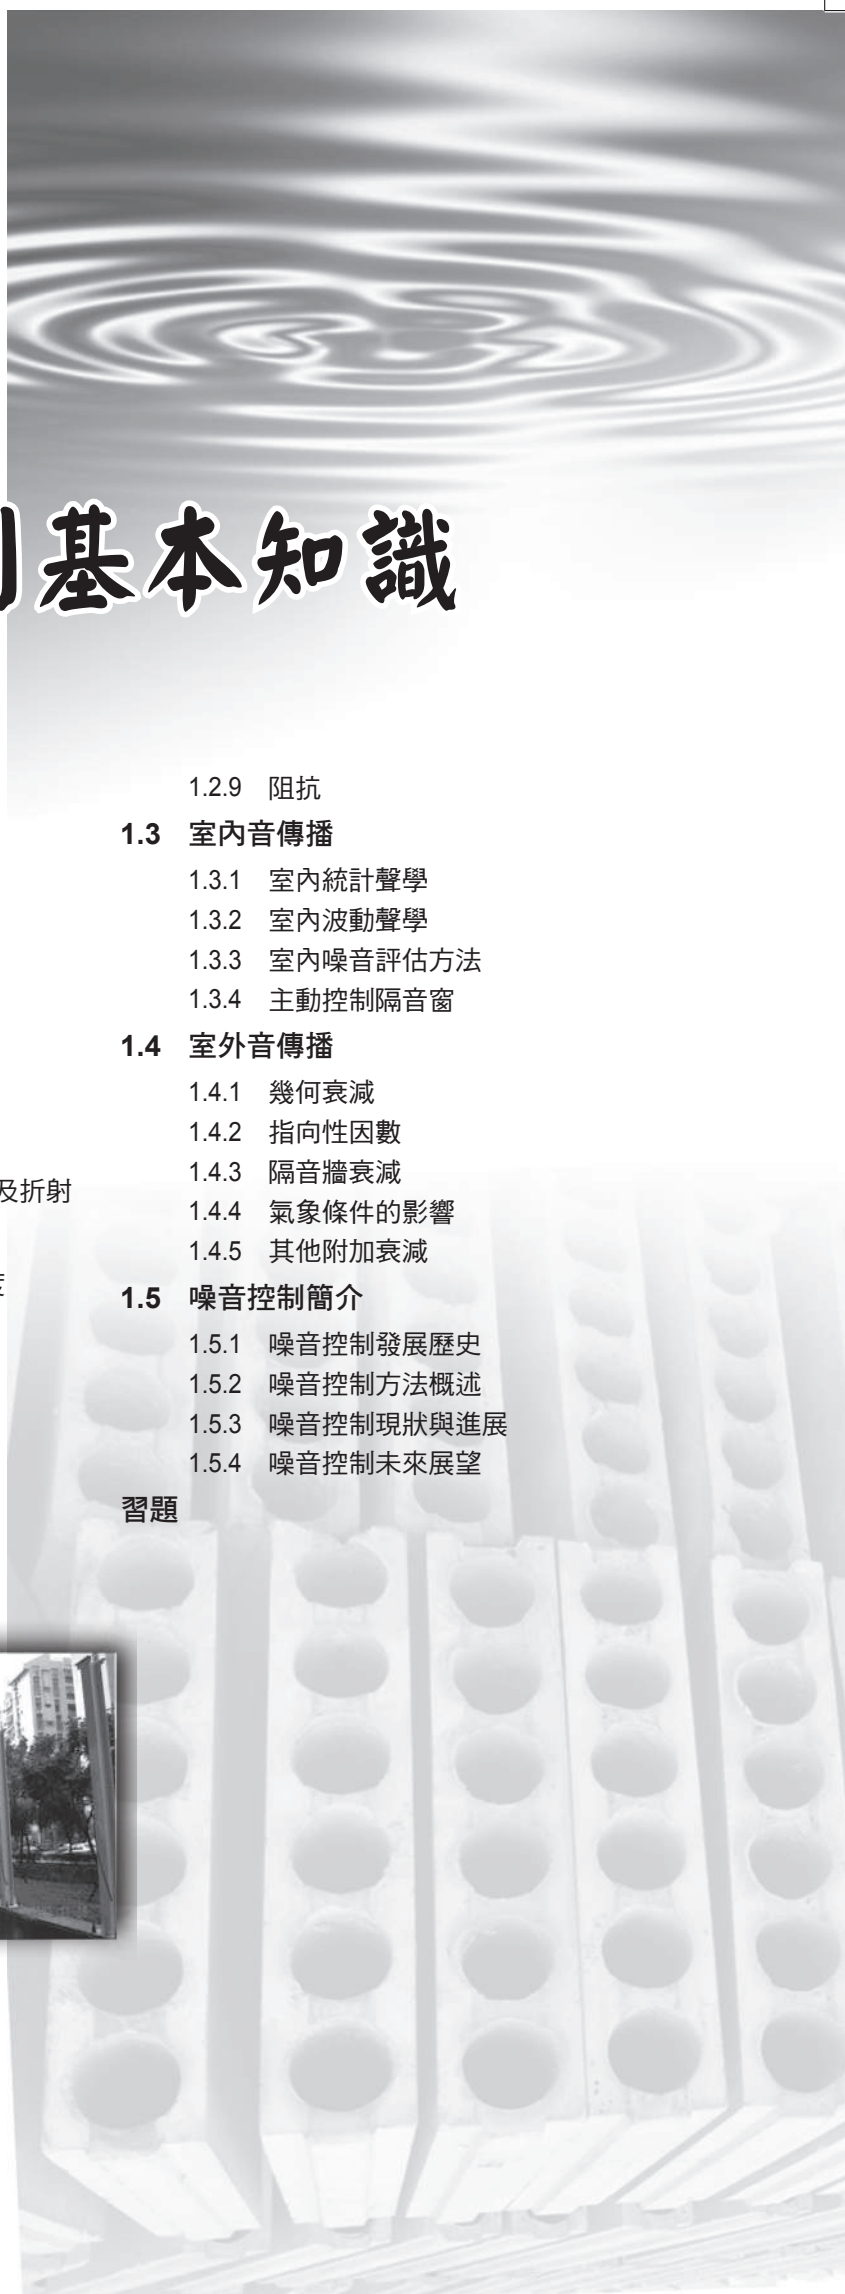 基本知識
1.2.9 阻抗
1.3 室內音傳播
1.3.1 室內統計聲學
1.3.2 室內波動聲學
1.3.3 室內噪音評估方法
1.3.4 主動控制隔音窗
1.4 室外音傳播
1.4.1 幾何衰減
1.4.2 指向性因數
1.4.3 隔音牆衰減
及折射
1.4.4 氣象條件的影響
1.4.5 其他附加衰減
1.5 噪音控制簡介
1.5.1 噪音控制發展歷史
1.5.2 噪音控制方法概述
1.5.3 噪音控制現狀與進展
1.5.4 噪音控制未來展望
習題